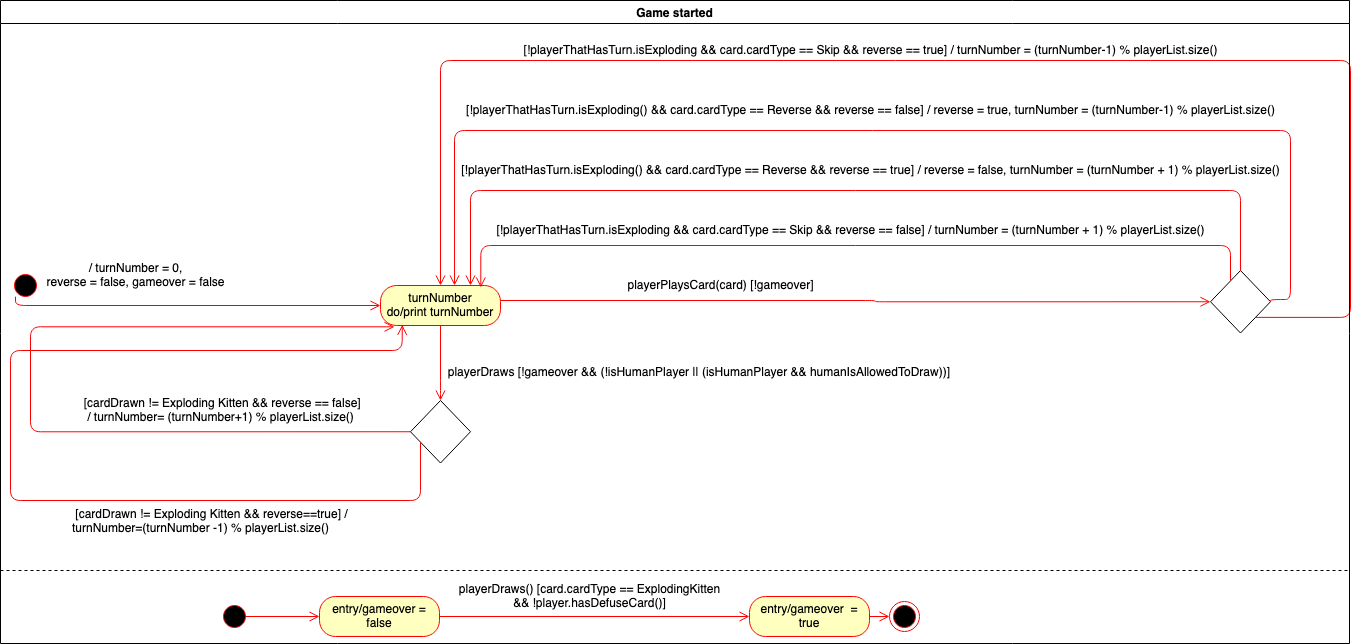 Game started
[!playerThatHasTurn.isExploding && card.cardType == Skip && reverse == true] / turnNumber = (turnNumber-1) % playerList.size()
[!playerThatHasTurn.isExploding() && card.cardType == Reverse && reverse == false] / reverse = true, turnNumber = (turnNumber-1) % playerList.size()
[!playerThatHasTurn.isExploding() && card.cardType == Reverse && reverse == true] / reverse = false, turnNumber = (turnNumber + 1) % playerList.size()
[!playerThatHasTurn.isExploding && card.cardType == Skip && reverse == false] / turnNumber = (turnNumber + 1) % playerList.size()
/ turnNumber = 0,
reverse = false, gameover = false
turnNumber
do/print turnNumber
playerPlaysCard(card) [!gameover]
playerDraws [!gameover && (!isHumanPlayer || (isHumanPlayer && humanIsAllowedToDraw))]
[cardDrawn != Exploding Kitten && reverse == false]
/ turnNumber= (turnNumber+1) % playerList.size()
[cardDrawn != Exploding Kitten && reverse==true] /
turnNumber=(turnNumber -1) % playerList.size()
playerDraws() [card.cardType == ExplodingKitten
&& !player.hasDefuseCard()]
entry/gameover =
false
entry/gameover =
true